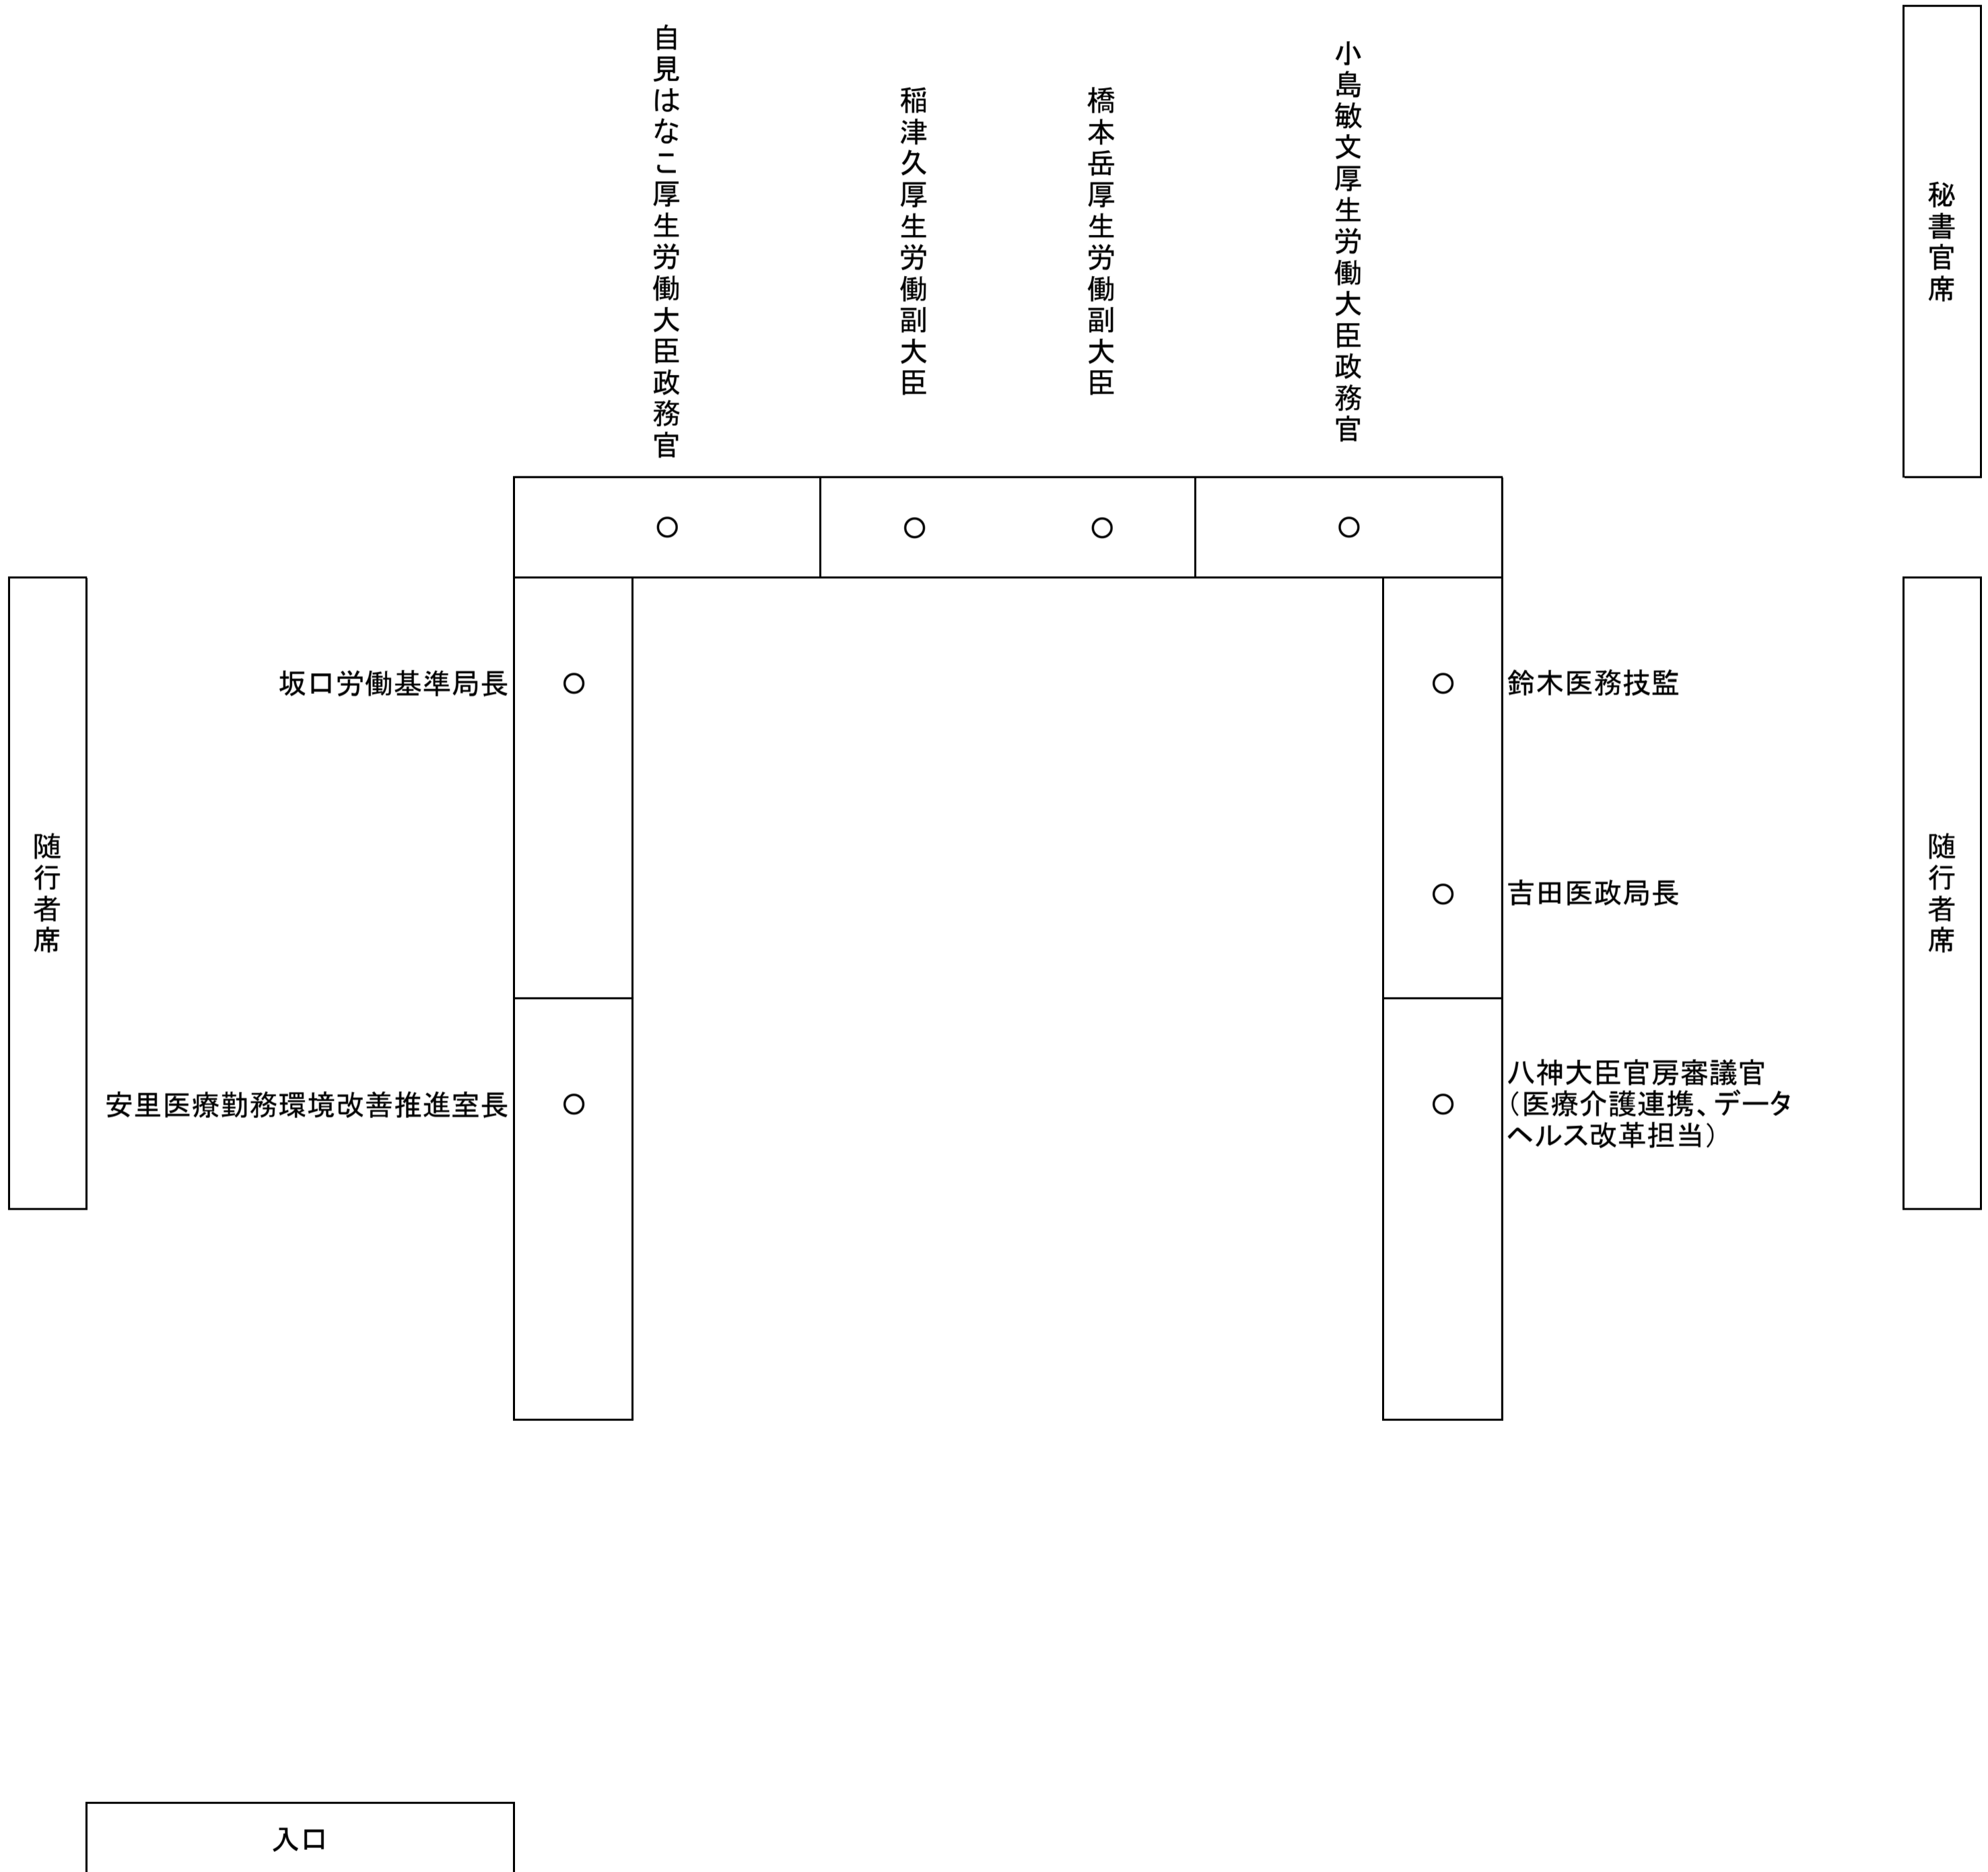 自見はなこ厚生労働大臣政務官
稲津久厚生労働副大臣
橋本岳厚生労働副大臣
小島敏文厚生労働大臣政務官
秘書官席
坂口労働基準局長
鈴木医務技監
随行者席
吉田医政局長
随行者席
安里医療勤務環境改善推進室長
八神大臣官房審議官
（医療介護連携、データ
ヘルス改革担当）
入口